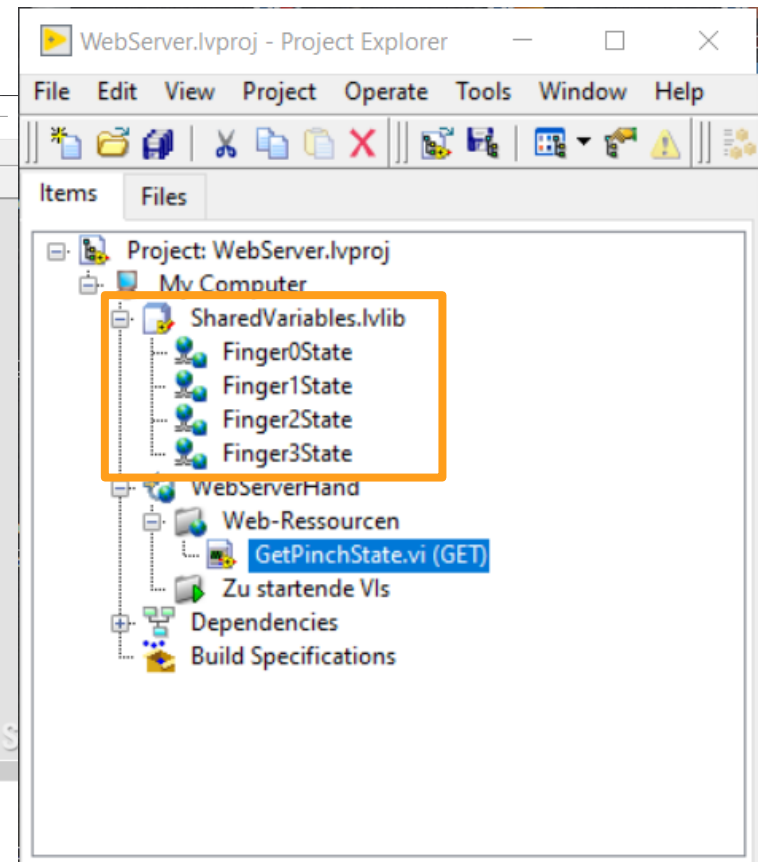 WebServer.lvproj - Project Explorer
File Edit View Project Operate Tools Window Help
Items Files
Project: WebServer.lvproj
My Computer
SharedVariables.lvlib
Finger0State
Finger1State
Finger2State
Finger3State
WebServerHand
Web-Ressourcen
GetPinchState.vi (GET)
Zu startende VIs
Dependencies
Build Specifications
S